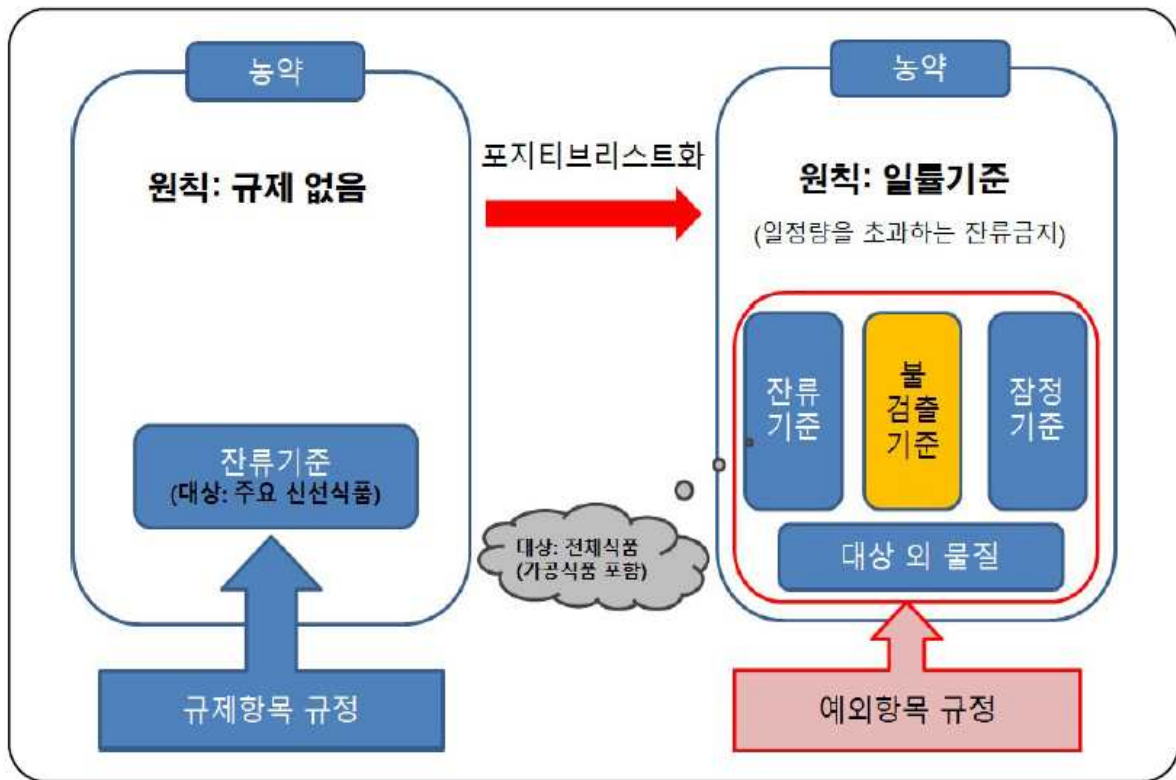 농약
원칙: 규제 없음
잔류기준
(대상: 주요 신선식품)
규제항목 규정
포지티브리스트화
대상: 전체식품
(가공식품 포함)
농약
원칙: 일률기준
(일정량을 초과하는 잔류금지)
잔류
기준
불
검출
기준
잠정
기준
대상 외 물질
예외항목 규정